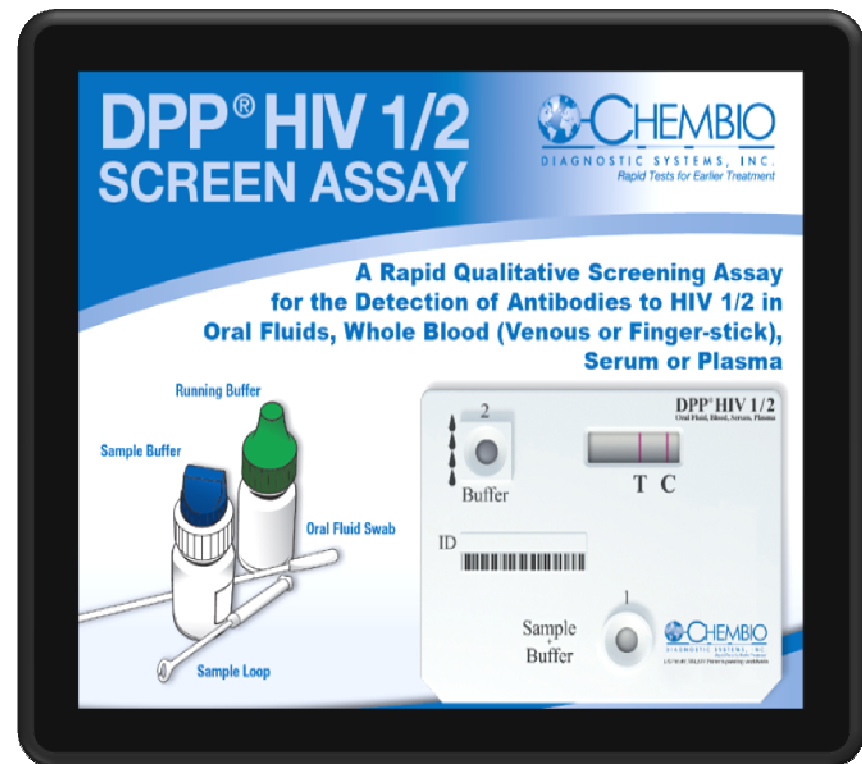 DPP® HIV 1/2
SCREEN ASSAY
CHEMBIO
DIAGNOSTIC SYSTEMS, INC.
Rapid Tests for Earlier Treatment
A Rapid Qualitative Screening Assay
for the Detection of Antibodies to HIV 1/2 in
Oral Fluids, Whole Blood (Venous or Finger-stick),
Serum or Plasma
Running Buffer
Sample Buffer
Oral Fluid Swab
Sample Loop
DPP® HIV 1/2
Oral Fluid, Blood, Serum, Plasma
2
Buffer
T C
ID
1
Sample
+
Buffer
CHEMBIO
DIAGNOSTIC SYSTEMS, INC.